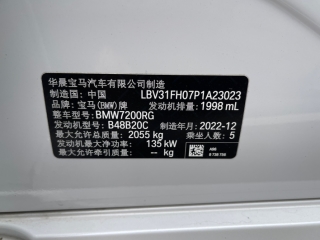 华晨宝马汽车有限公司制造
制造国: 中国 LBV31FH07P1A23023
品牌: 宝马(BMW)牌 发动机排量: 1998 mL
整车型号: BMW7200RG
发动机型号: B48B20C 制造年月: 2022-12
最大允许总质量: 2055 kg 乘坐人数: 5
发动机最大净功率: 135 kW
最大允许牵引质量: -- kg